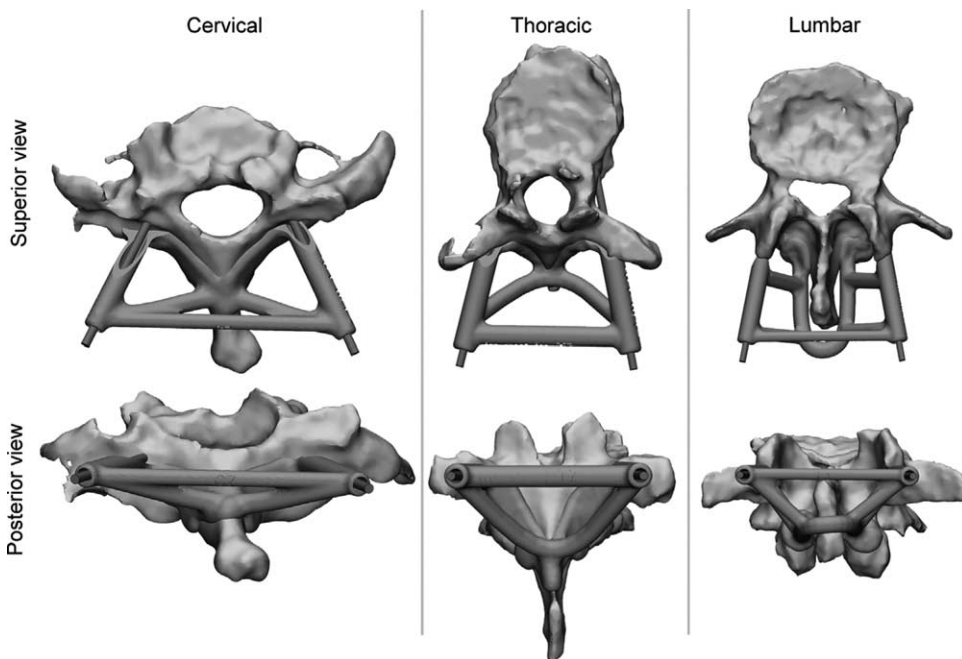 Cervical
Thoracic
Lumbar
Superior view
Posterior view